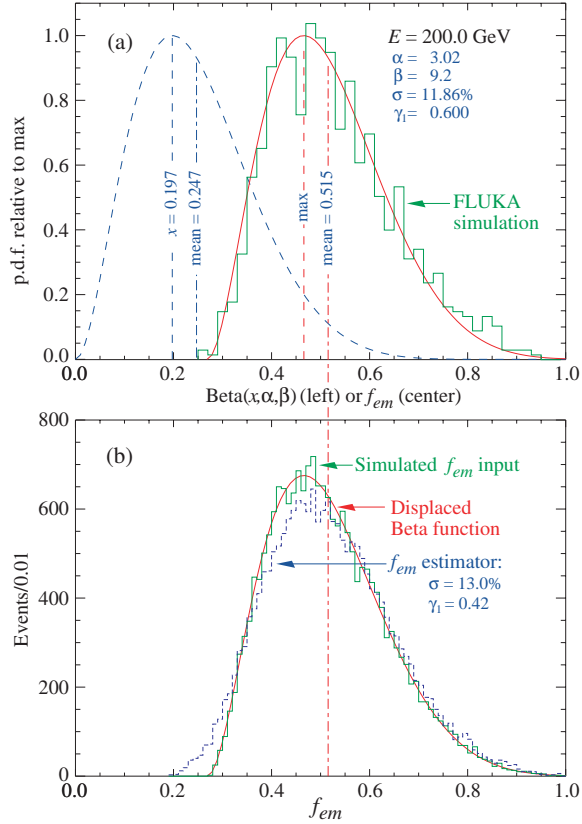 (a)
E = 200.0 GeV
α = 3.02
β = 9.2
σ = 11.86%
γ₁ = 0.600
x = 0.197
mean = 0.247
max
mean = 0.515
FLUKA
simulation
p.d.f. relative to max
1.0
0.8
0.6
0.4
0.2
0.0
0.0 0.2 0.4 0.6 0.8 1.0
Beta(x,α,β) (left) or fem (center)
(b)
Simulated fem input
Displaced
Beta function
fem estimator:
σ = 13.0%
γ₁ = 0.42
Events/0.01
800
600
400
200
0
0.0 0.2 0.4 0.6 0.8 1.0
fem